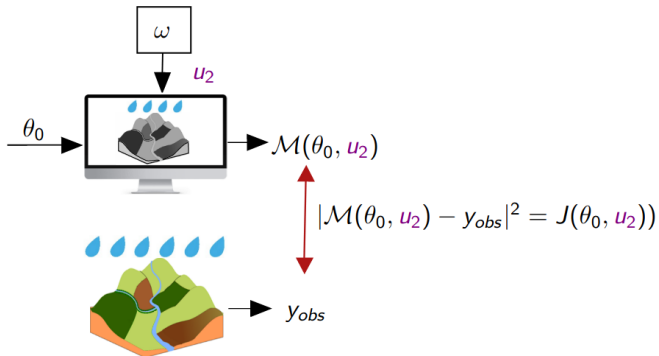 ω
u₂
θ₀
ℳ(θ₀, u₂)
|ℳ(θ₀, u₂) − y_obs|² = J(θ₀, u₂))
y_obs